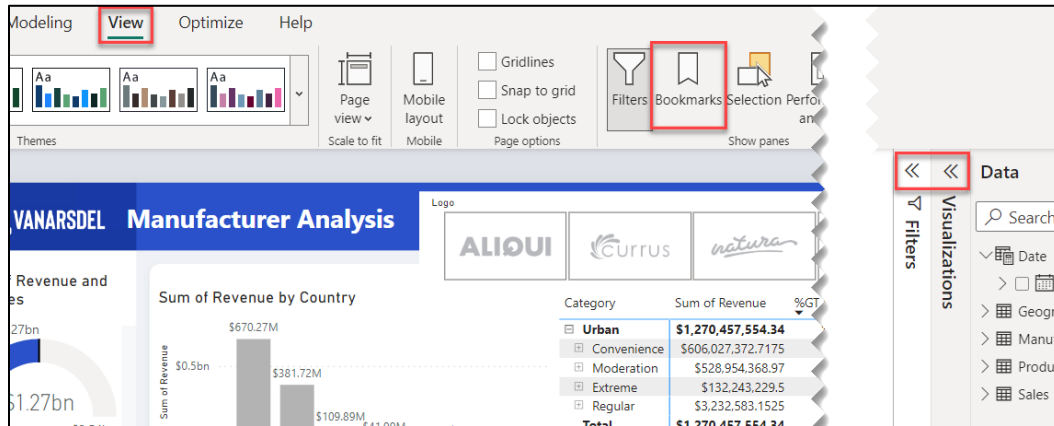 Modeling View Optimize Help
Aa Aa Aa
Page view
Mobile layout
Gridlines
Snap to grid
Lock objects
Filters Bookmarks Selection
Themes Scale to fit Mobile Page options Show panes
Filters
Visualizations
Data
Search
Date
Sales
VANARSDEL Manufacturer Analysis
Logo
ALIQUI Currus natura
Revenue and
Sum of Revenue by Country
Sum of Revenue
$0.5bn
$670.27M
$381.72M
$109.89M
Category Sum of Revenue %GT
Urban $1,270,457,554.34
Convenience $606,027,372.7175
Moderation $528,954,368.97
Extreme $132,243,229.5
Regular $3,232,583.1525
Total $1,270,457,554.34